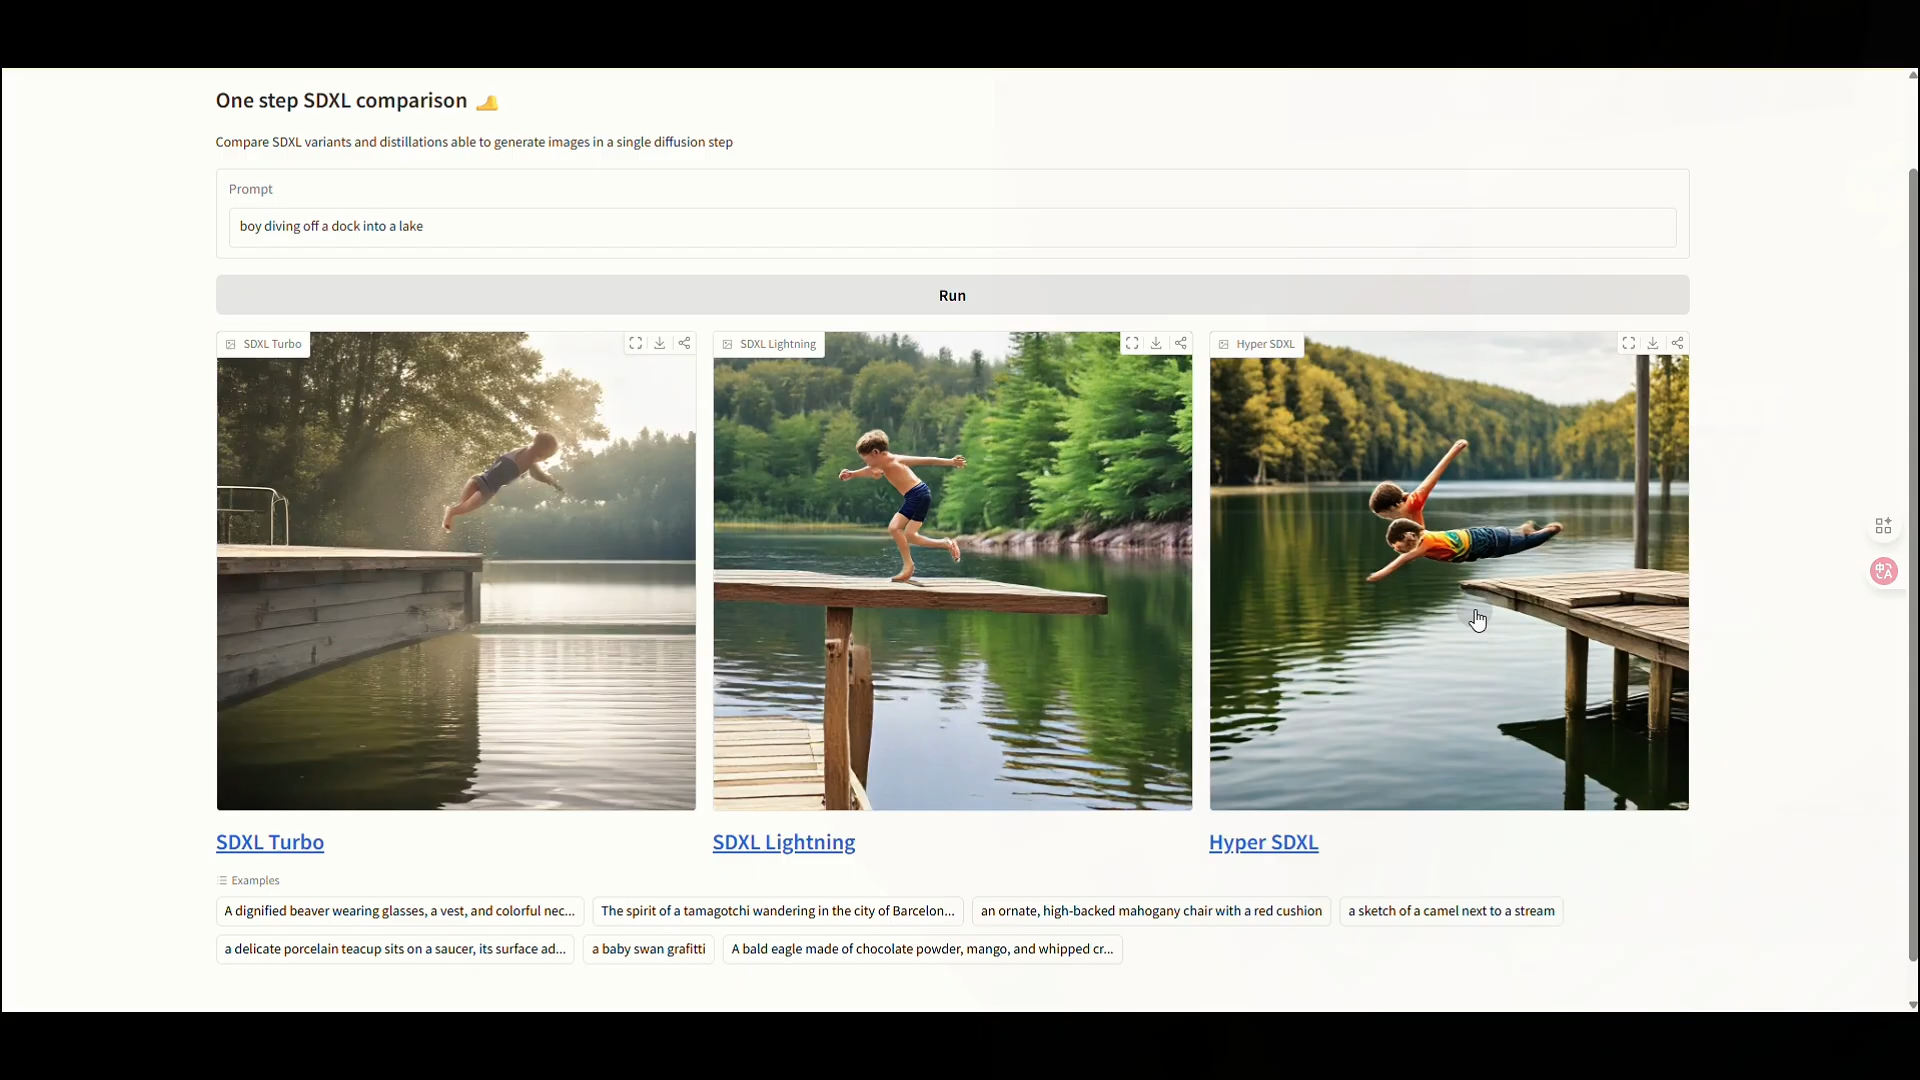 One step SDXL comparison
Compare SDXL variants and distillations able to generate images in a single diffusion step
Prompt
boy diving off a dock into a lake
Run
SDXL Turbo
SDXL Lightning
Hyper SDXL
SDXL Turbo
SDXL Lightning
Hyper SDXL
Examples
A dignified beaver wearing glasses, a vest, and colorful nec...
The spirit of a tamagotchi wandering in the city of Barcelon...
an ornate, high-backed mahogany chair with a red cushion
a sketch of a camel next to a stream
a delicate porcelain teacup sits on a saucer, its surface ad...
a baby swan grafitti
A bald eagle made of chocolate powder, mango, and whipped cr...
中A